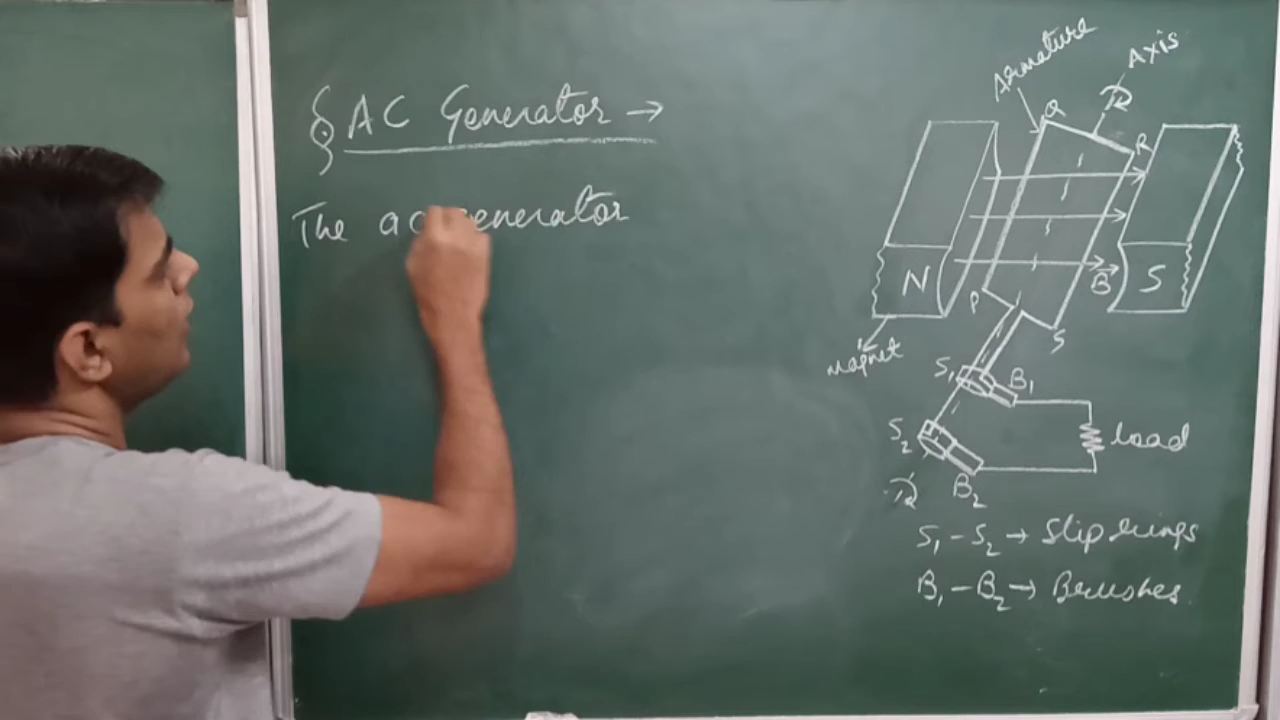 § AC Generator →
The ac generator
Armature
Axis
Q
R
N
B
S
P
S
Magnet
S₁
B₁
S₂
Load
B₂
S₁ - S₂ → Slip rings
B₁ - B₂ → Brushes